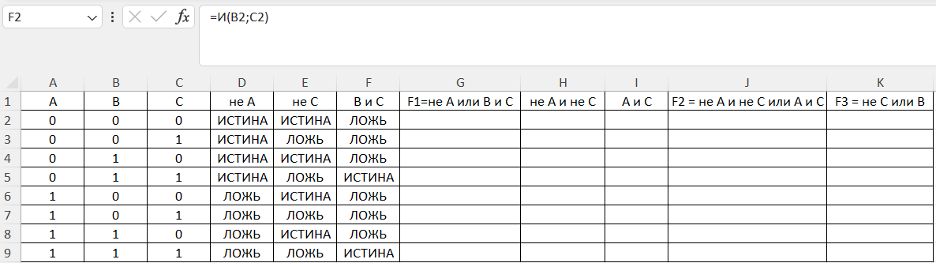 F2 fx =И(B2;C2)
A B C D E F G H I J K
1 A B C не A не C B и C F1=не A или B и C не A и не C A и C F2 = не A и не C или A и C F3 = не C или B
2 0 0 0 ИСТИНА ИСТИНА ЛОЖЬ
3 0 0 1 ИСТИНА ЛОЖЬ ЛОЖЬ
4 0 1 0 ИСТИНА ИСТИНА ЛОЖЬ
5 0 1 1 ИСТИНА ЛОЖЬ ИСТИНА
6 1 0 0 ЛОЖЬ ИСТИНА ЛОЖЬ
7 1 0 1 ЛОЖЬ ЛОЖЬ ЛОЖЬ
8 1 1 0 ЛОЖЬ ИСТИНА ЛОЖЬ
9 1 1 1 ЛОЖЬ ЛОЖЬ ИСТИНА